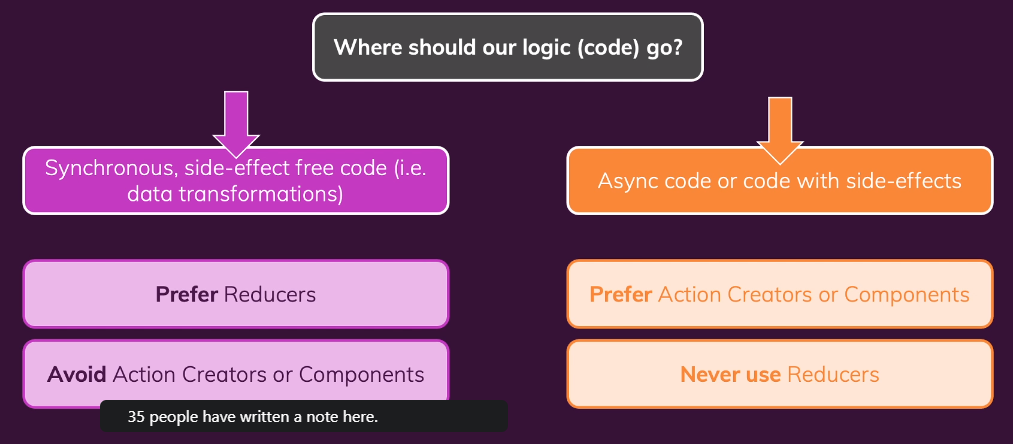 Where should our logic (code) go?
Synchronous, side-effect free code (i.e.
data transformations)
Async code or code with side-effects
Prefer Reducers
Prefer Action Creators or Components
Avoid Action Creators or Components
Never use Reducers
35 people have written a note here.